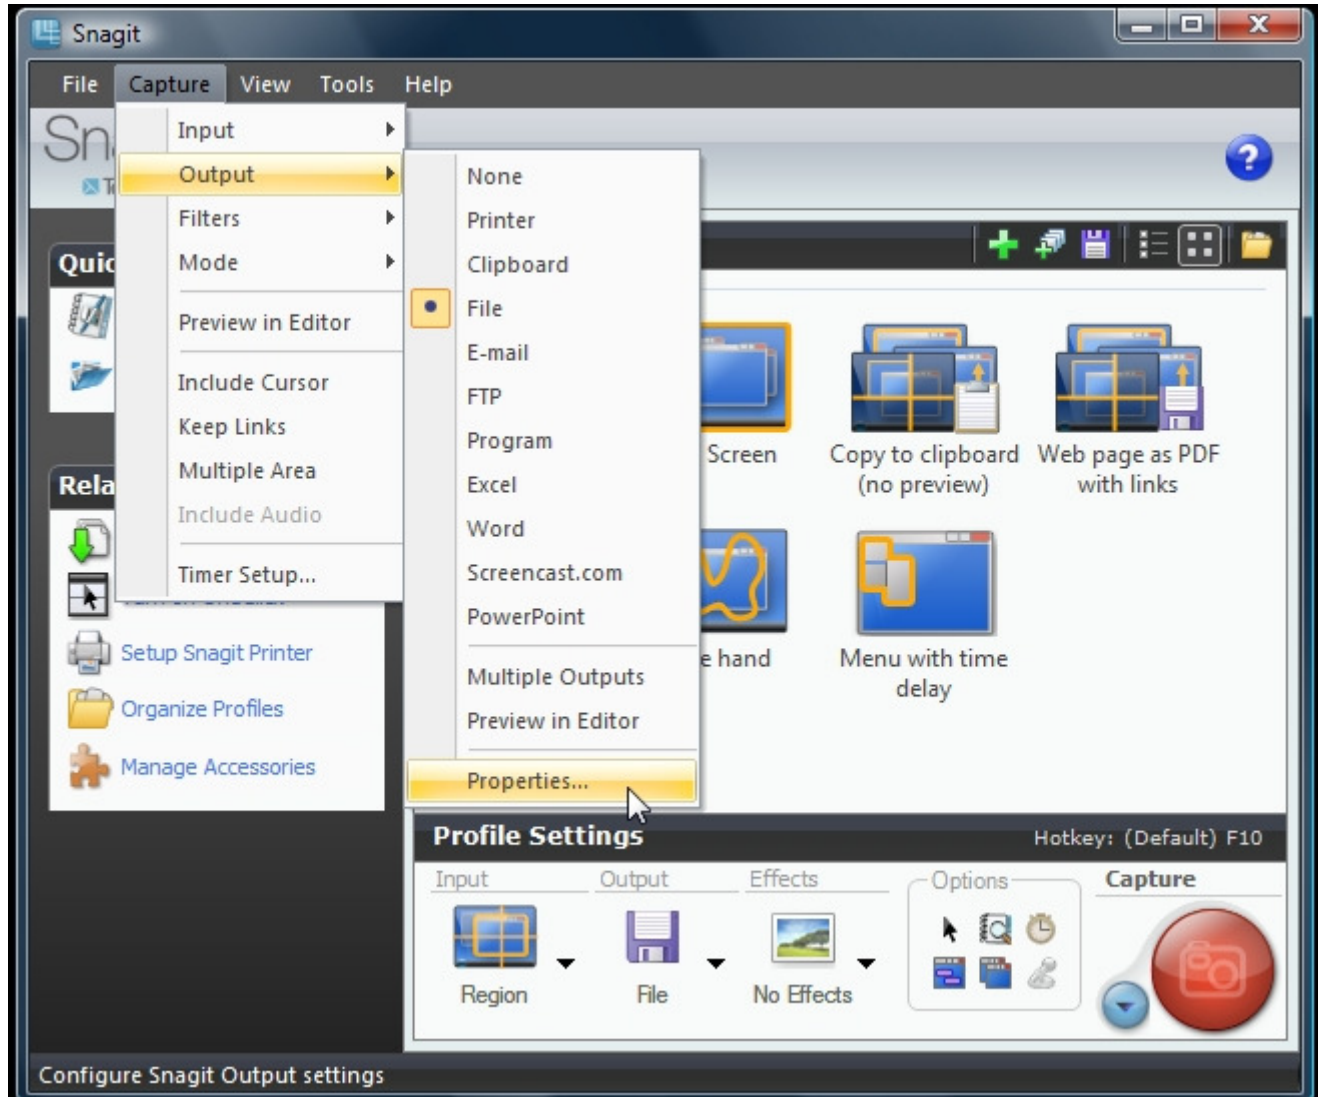 Snagit
File Capture View Tools Help
Input
Output
Filters
Mode
Preview in Editor
Include Cursor
Keep Links
Multiple Area
Include Audio
Timer Setup...
None
Printer
Clipboard
File
E-mail
FTP
Program
Excel
Word
Screencast.com
PowerPoint
Multiple Outputs
Preview in Editor
Properties...
Sn
Quic
Rela
Setup Snagit Printer
Organize Profiles
Manage Accessories
Screen
Copy to clipboard
(no preview)
Web page as PDF
with links
e hand
Menu with time
delay
Profile Settings
Hotkey: (Default) F10
Input
Output
Effects
Options
Capture
Region
File
No Effects
Configure Snagit Output settings